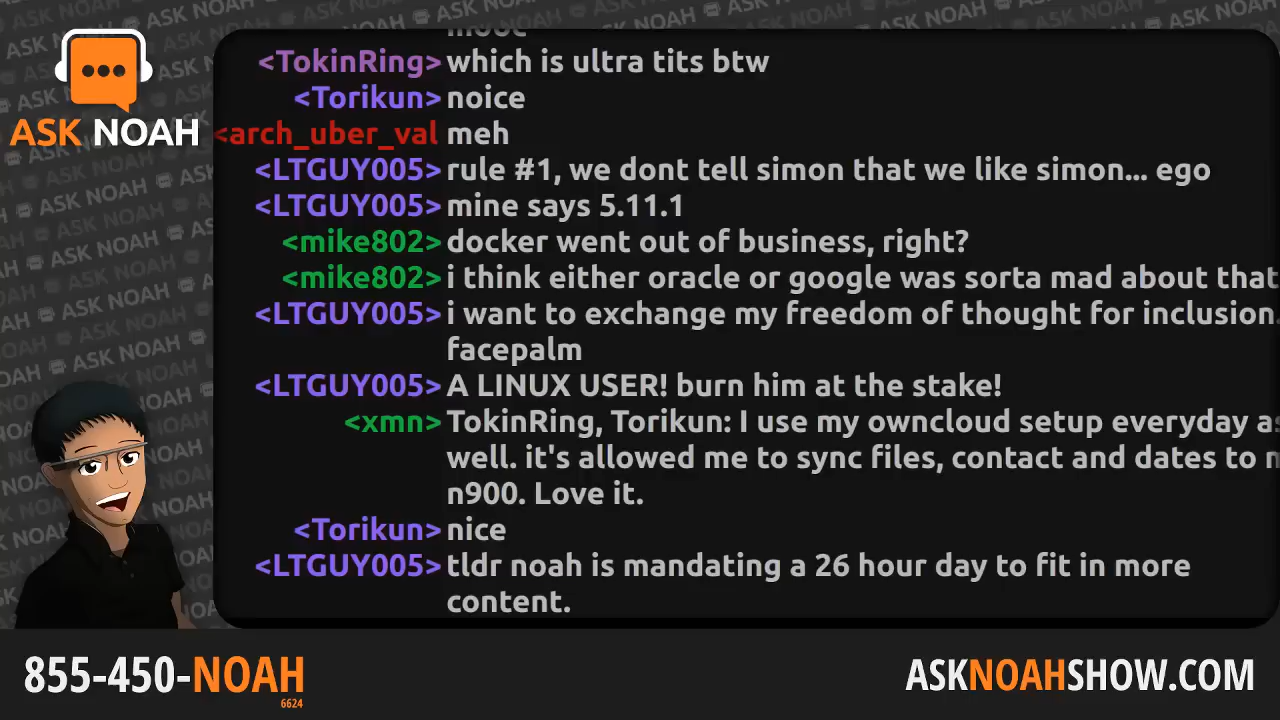 ASK NOAH
<TokinRing> which is ultra tits btw
<Torikun> noice
<arch_uber_val meh
<LTGUY005> rule #1, we dont tell simon that we like simon... ego
<LTGUY005> mine says 5.11.1
<mike802> docker went out of business, right?
<mike802> i think either oracle or google was sorta mad about that
<LTGUY005> i want to exchange my freedom of thought for inclusion.
facepalm
<LTGUY005> A LINUX USER! burn him at the stake!
<xmn> TokinRing, Torikun: I use my owncloud setup everyday as
well. it's allowed me to sync files, contact and dates to
n900. Love it.
<Torikun> nice
<LTGUY005> tldr noah is mandating a 26 hour day to fit in more
content.
855-450-NOAH
6624
ASKNOAHSHOW.COM